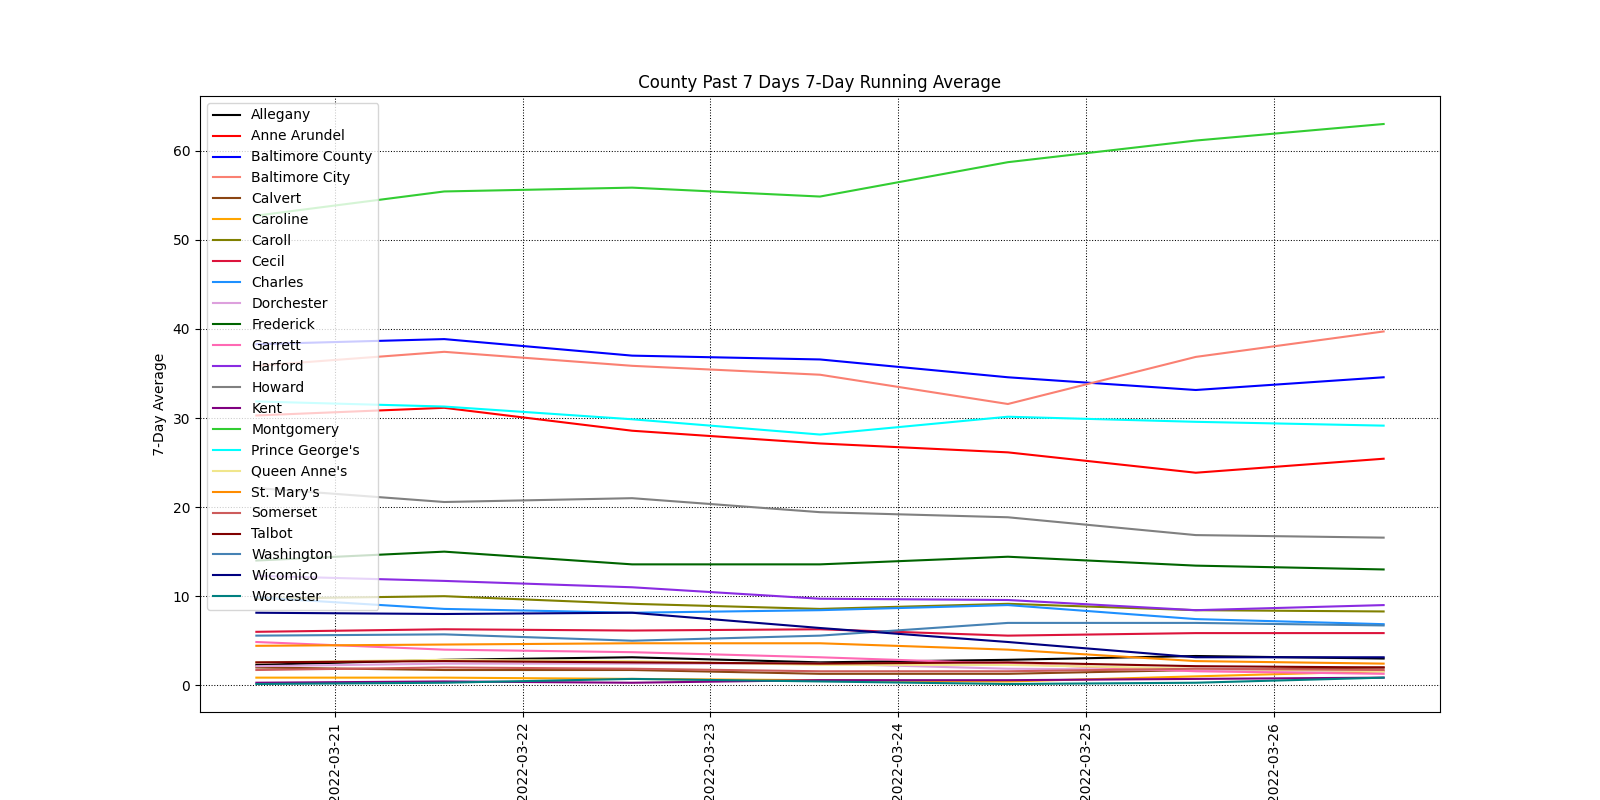 County Past 7 Days 7-Day Running Average
Allegany
Anne Arundel
Baltimore County
Baltimore City
Calvert
Caroline
Caroll
Cecil
Charles
Dorchester
Frederick
Garrett
Harford
Howard
Kent
Montgomery
Prince George's
Queen Anne's
St. Mary's
Somerset
Talbot
Washington
Wicomico
Worcester
7-Day Average
60
50
40
30
20
10
0
2022-03-21
2022-03-22
2022-03-23
2022-03-24
2022-03-25
2022-03-26